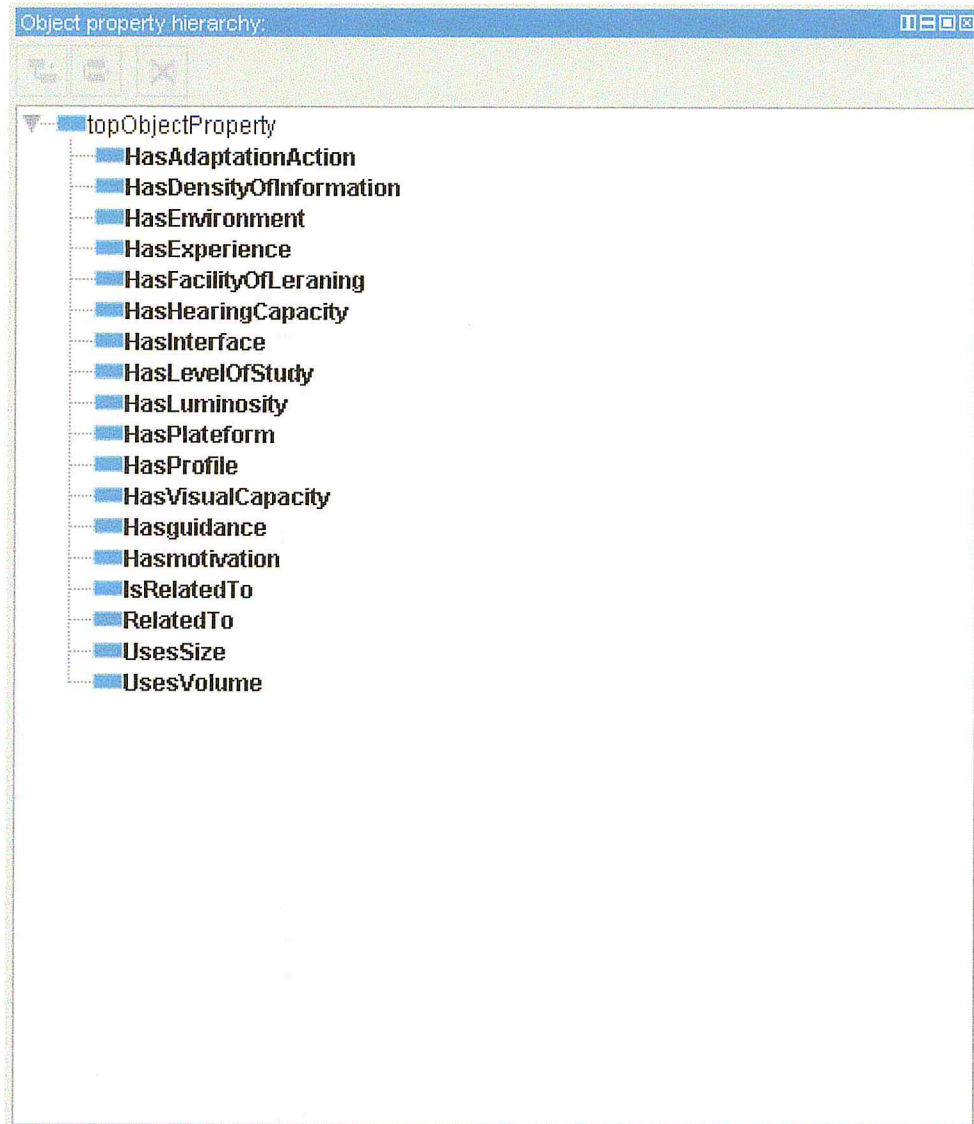 Object property hierarchy:
topObjectProperty
HasAdaptationAction
HasDensityOfInformation
HasEnvironment
HasExperience
HasFacilityOfLeraning
HasHearingCapacity
HasInterface
HasLevelOfStudy
HasLuminosity
HasPlateform
HasProfile
HasVisualCapacity
Hasguidance
Hasmotivation
IsRelatedTo
RelatedTo
UsesSize
UsesVolume